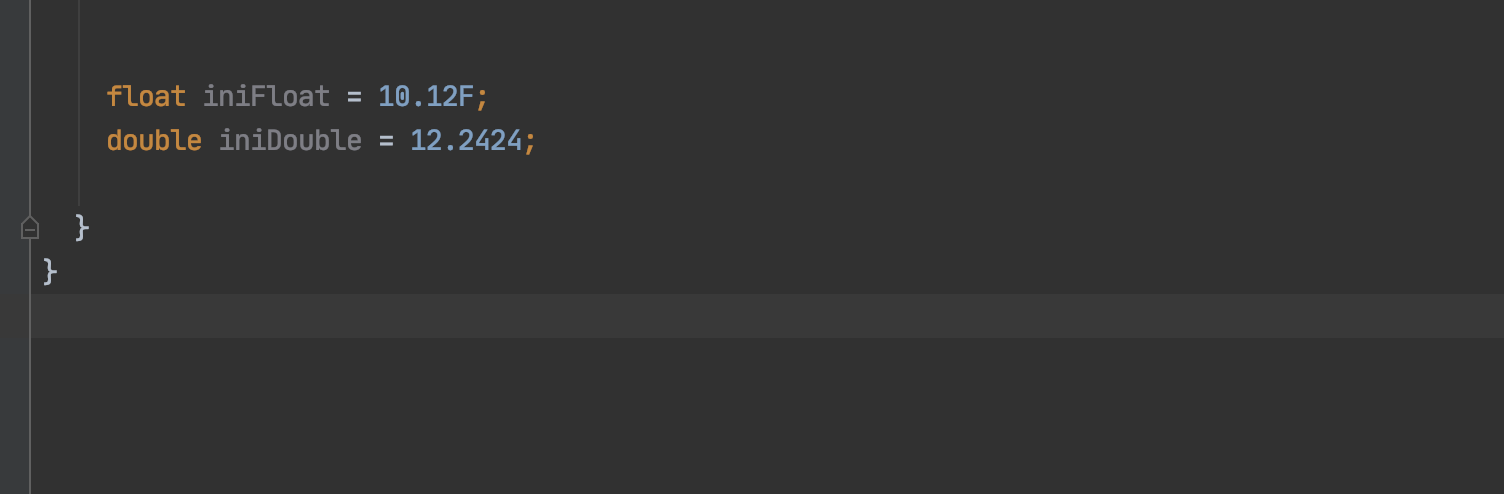 float iniFloat = 10.12F;
double iniDouble = 12.2424;
}
}